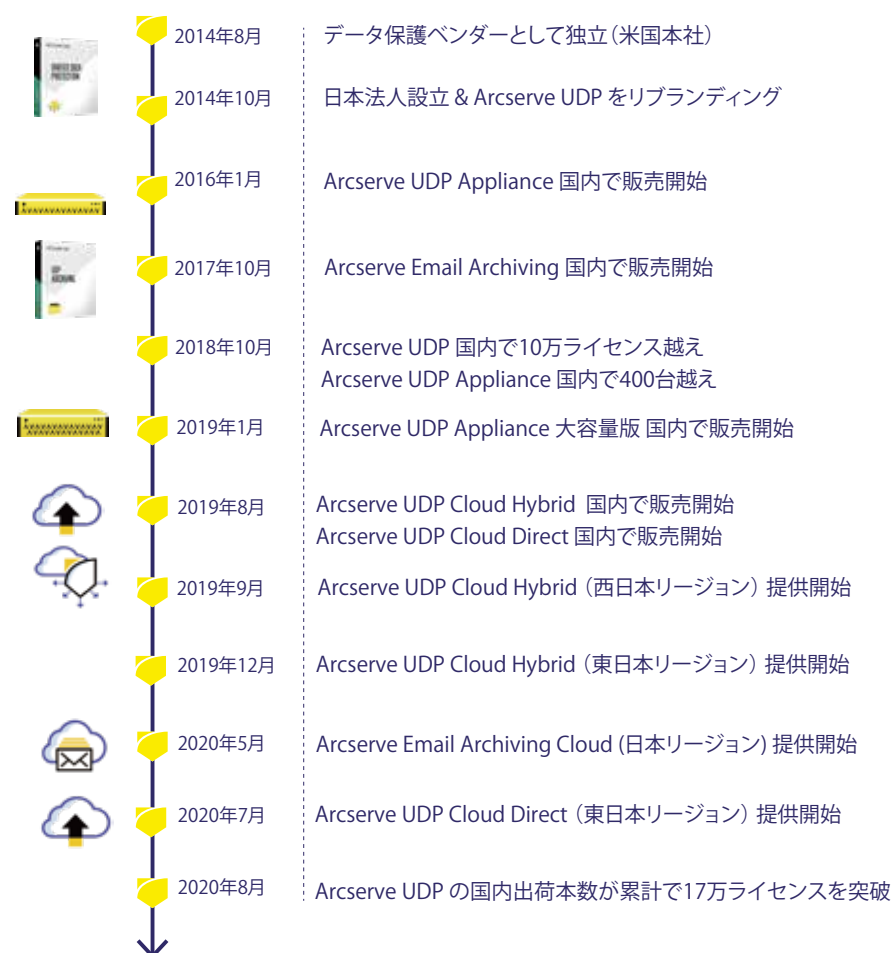 2014年8月 データ保護ベンダーとして独立（米国本社）
2014年10月 日本法人設立 & Arcserve UDP をリブランディング
2016年1月 Arcserve UDP Appliance 国内で販売開始
2017年10月 Arcserve Email Archiving 国内で販売開始
2018年10月 Arcserve UDP 国内で10万ライセンス越え
Arcserve UDP Appliance 国内で400台越え
2019年1月 Arcserve UDP Appliance 大容量版 国内で販売開始
2019年8月 Arcserve UDP Cloud Hybrid 国内で販売開始
Arcserve UDP Cloud Direct 国内で販売開始
2019年9月 Arcserve UDP Cloud Hybrid（西日本リージョン）提供開始
2019年12月 Arcserve UDP Cloud Hybrid（東日本リージョン）提供開始
2020年5月 Arcserve Email Archiving Cloud (日本リージョン) 提供開始
2020年7月 Arcserve UDP Cloud Direct（東日本リージョン）提供開始
2020年8月 Arcserve UDP の国内出荷本数が累計で17万ライセンスを突破